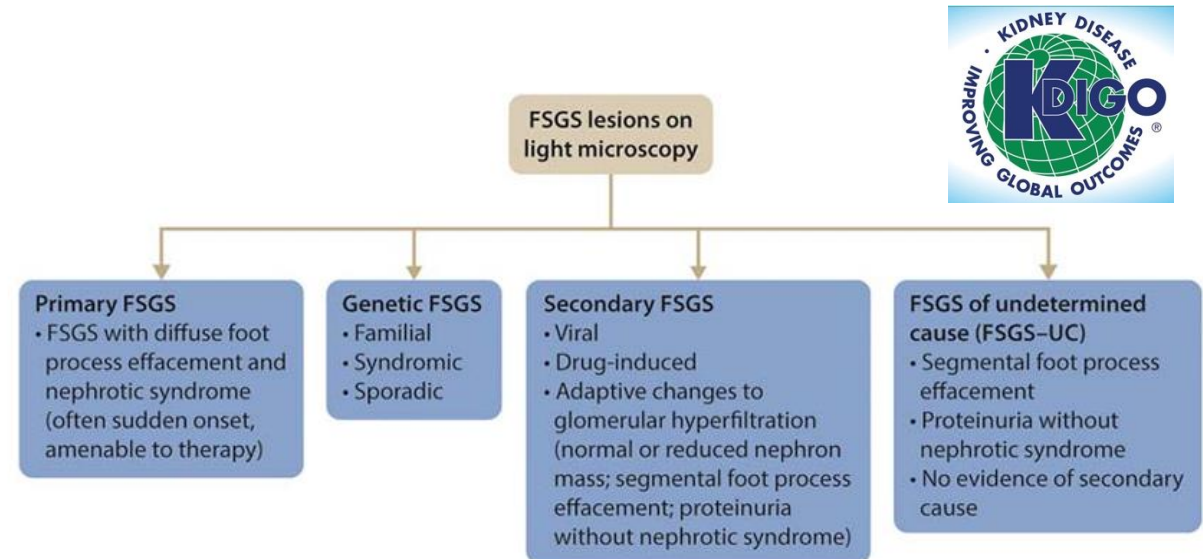 KIDNEY DISEASE
KDIGO
®
IMPROVING GLOBAL OUTCOMES
FSGS lesions on
light microscopy
Primary FSGS
• FSGS with diffuse foot
process effacement and
nephrotic syndrome
(often sudden onset,
amenable to therapy)
Genetic FSGS
• Familial
• Syndromic
• Sporadic
Secondary FSGS
• Viral
• Drug-induced
• Adaptive changes to
glomerular hyperfiltration
(normal or reduced nephron
mass; segmental foot process
effacement; proteinuria
without nephrotic syndrome)
FSGS of undetermined
cause (FSGS–UC)
• Segmental foot process
effacement
• Proteinuria without
nephrotic syndrome
• No evidence of secondary
cause